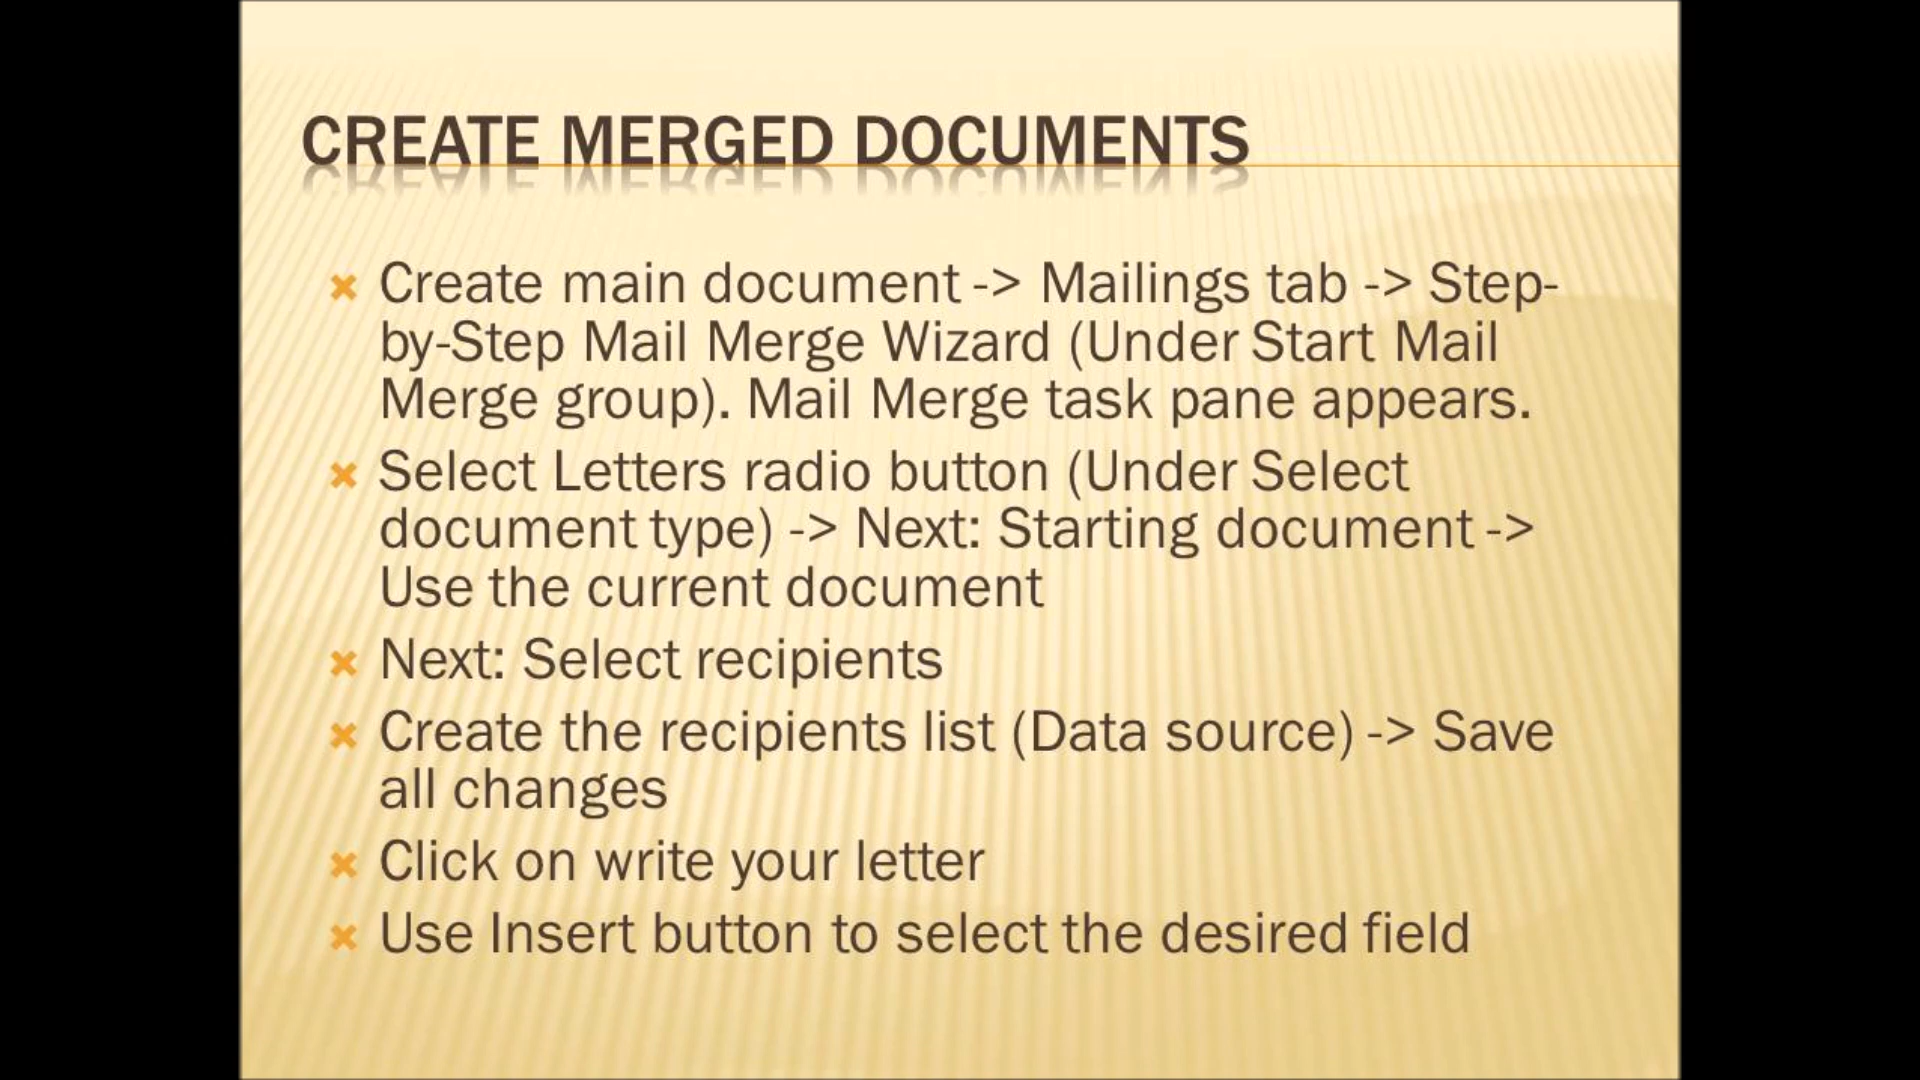 CREATE MERGED DOCUMENTS
Create main document -> Mailings tab -> Step-
by-Step Mail Merge Wizard (Under Start Mail
Merge group). Mail Merge task pane appears.
Select Letters radio button (Under Select
document type) -> Next: Starting document ->
Use the current document
Next: Select recipients
Create the recipients list (Data source) -> Save
all changes
Click on write your letter
Use Insert button to select the desired field